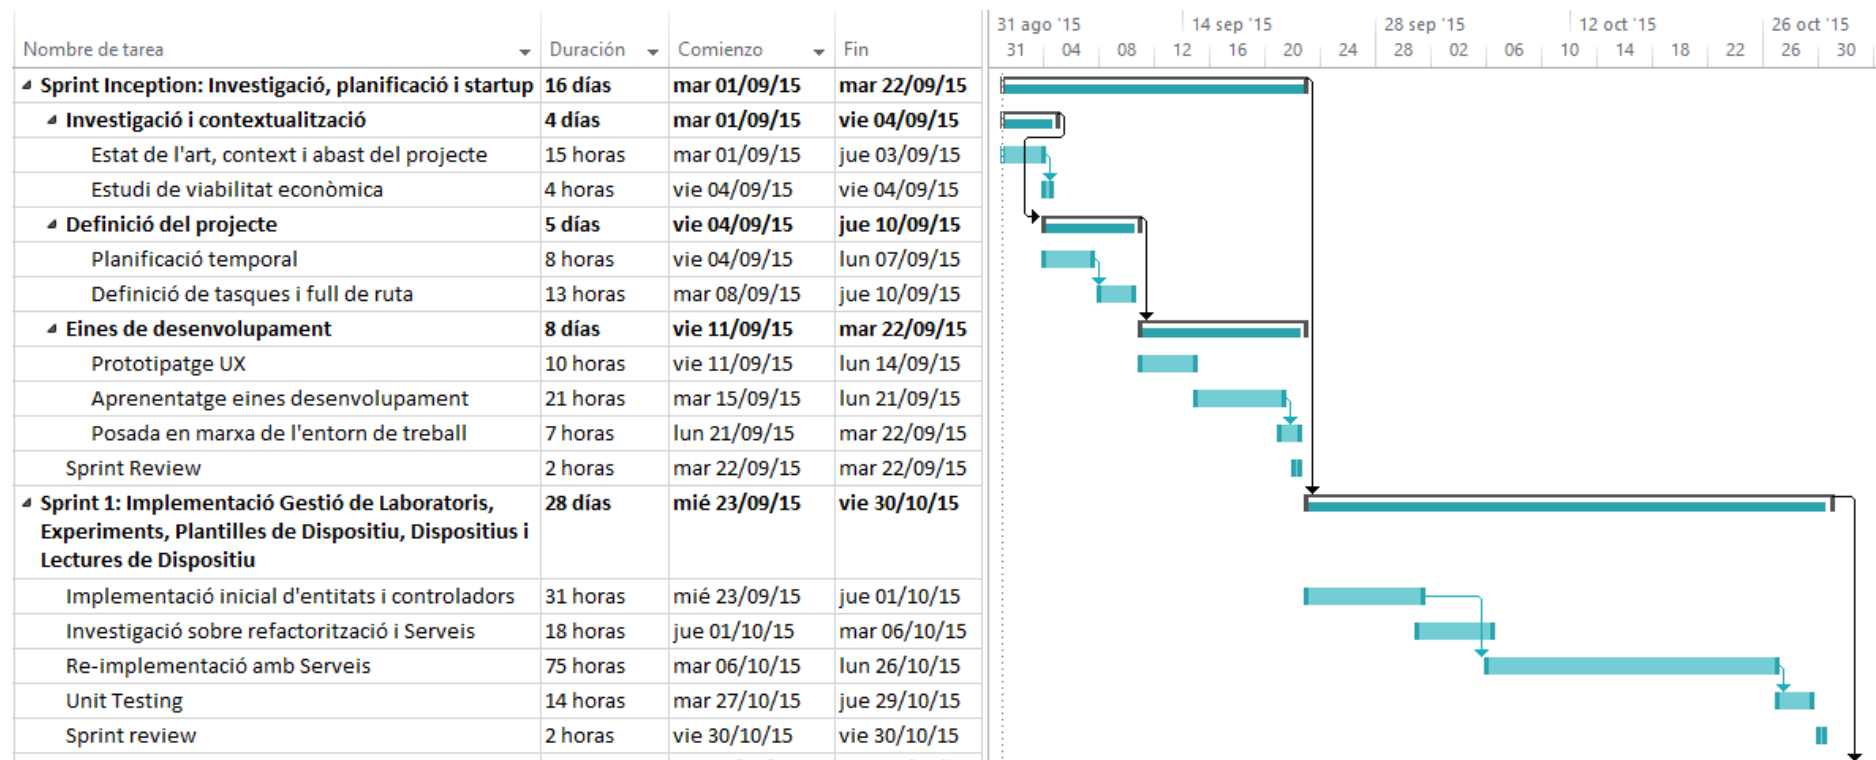 31 ago '15 14 sep '15 28 sep '15 12 oct '15 26 oct '15
Nombre de tarea Duración Comienzo Fin 31 04 08 12 16 20 24 28 02 06 10 14 18 22 26 30
Sprint Inception: Investigació, planificació i startup 16 días mar 01/09/15 mar 22/09/15
Investigació i contextualització 4 días mar 01/09/15 vie 04/09/15
Estat de l'art, context i abast del projecte 15 horas mar 01/09/15 jue 03/09/15
Estudi de viabilitat econòmica 4 horas vie 04/09/15 vie 04/09/15
Definició del projecte 5 días vie 04/09/15 jue 10/09/15
Planificació temporal 8 horas vie 04/09/15 lun 07/09/15
Definició de tasques i full de ruta 13 horas mar 08/09/15 jue 10/09/15
Eines de desenvolupament 8 días vie 11/09/15 mar 22/09/15
Prototipatge UX 10 horas vie 11/09/15 lun 14/09/15
Aprenentatge eines desenvolupament 21 horas mar 15/09/15 lun 21/09/15
Posada en marxa de l'entorn de treball 7 horas lun 21/09/15 mar 22/09/15
Sprint Review 2 horas mar 22/09/15 mar 22/09/15
Sprint 1: Implementació Gestió de Laboratoris, 28 días mié 23/09/15 vie 30/10/15
Experiments, Plantilles de Dispositiu, Dispositius i
Lectures de Dispositiu
Implementació inicial d'entitats i controladors 31 horas mié 23/09/15 jue 01/10/15
Investigació sobre refactorització i Serveis 18 horas jue 01/10/15 mar 06/10/15
Re-implementació amb Serveis 75 horas mar 06/10/15 lun 26/10/15
Unit Testing 14 horas mar 27/10/15 jue 29/10/15
Sprint review 2 horas vie 30/10/15 vie 30/10/15